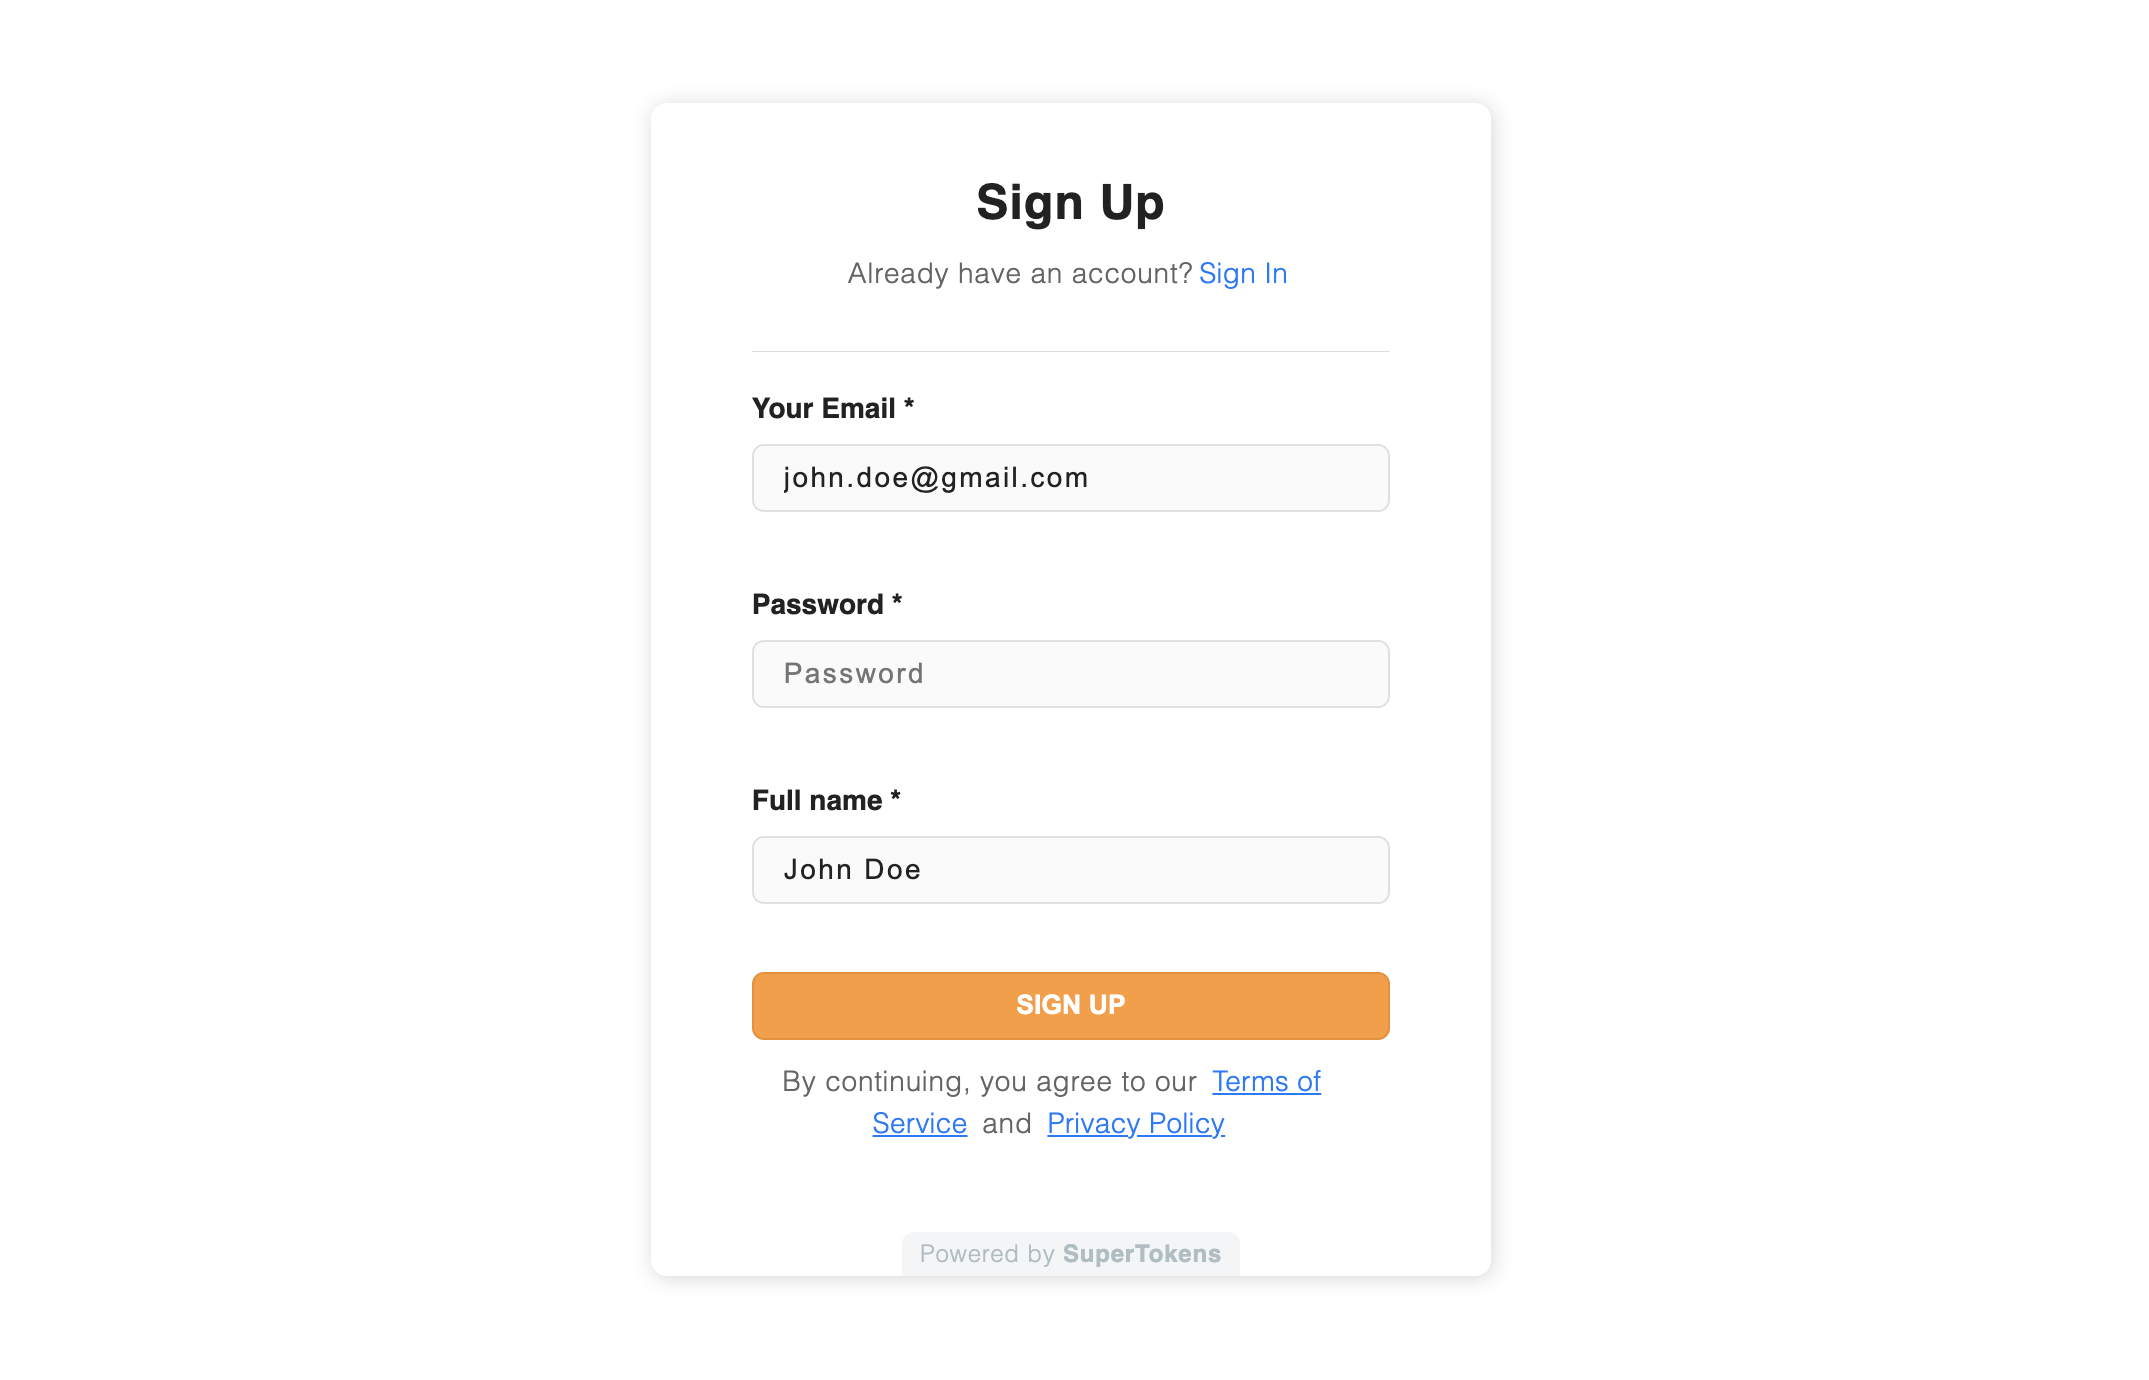 Sign Up
Already have an account? Sign In
Your Email *
john.doe@gmail.com
Password *
Password
Full name *
John Doe
SIGN UP
By continuing, you agree to our Terms of
Service and Privacy Policy
Powered by SuperTokens